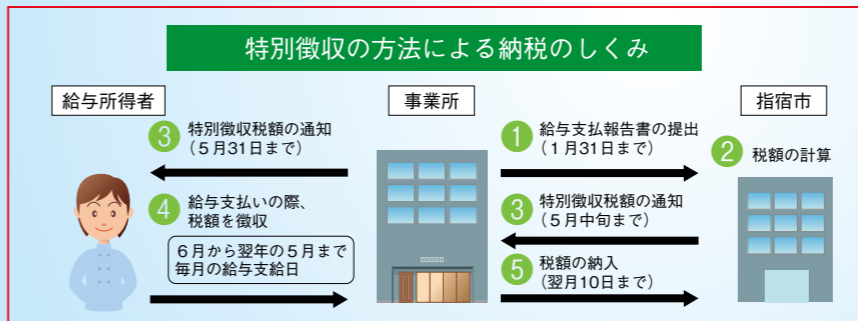 特別徴収の方法による納税のしくみ
給与所得者
事業所
指宿市
③ 特別徴収税額の通知
（５月31日まで）
① 給与支払報告書の提出
（１月31日まで）
② 税額の計算
④ 給与支払いの際、
税額を徴収
６月から翌年の５月まで
毎月の給与支給日
③ 特別徴収税額の通知
（５月中旬まで）
⑤ 税額の納入
（翌月10日まで）